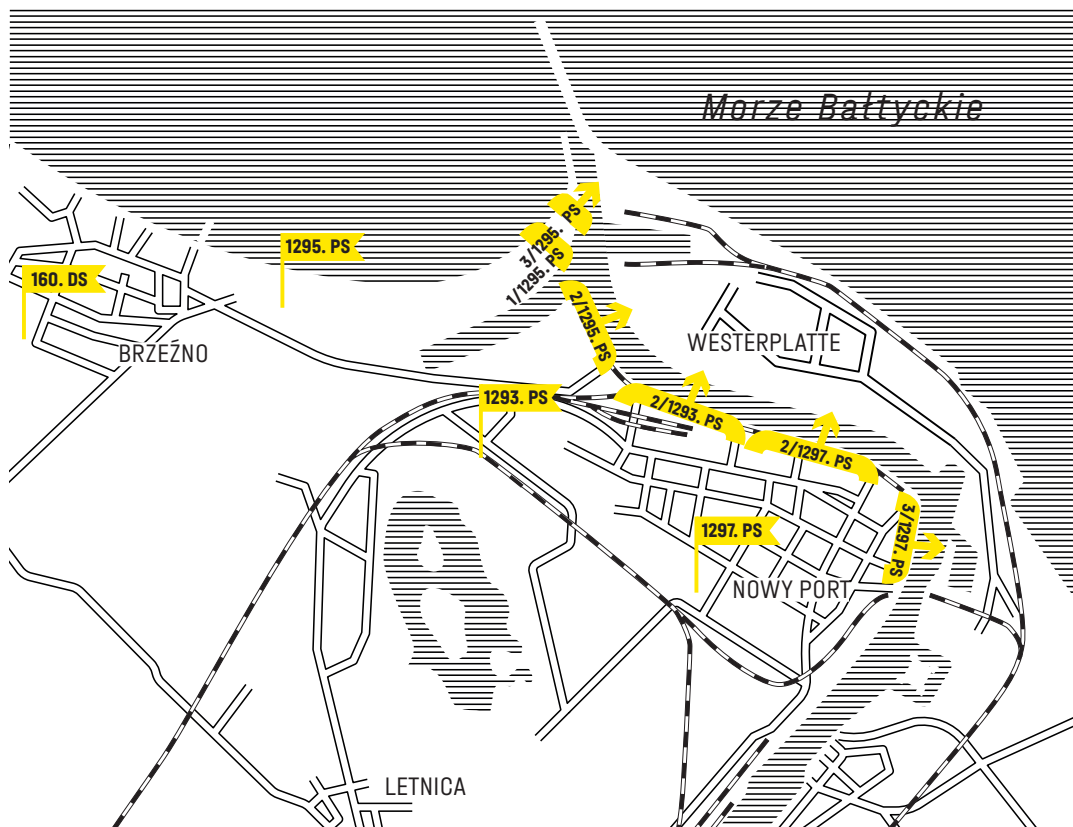 Morze Bałtyckie
3/1295. PS
1295. PS
1/1295. PS
160. DS
2/1295. PS
WESTERPLATTE
BRZEŹNO
1293. PS
2/1293. PS
2/1297. PS
3/1297. PS
1297. PS
NOWY PORT
LETNICA